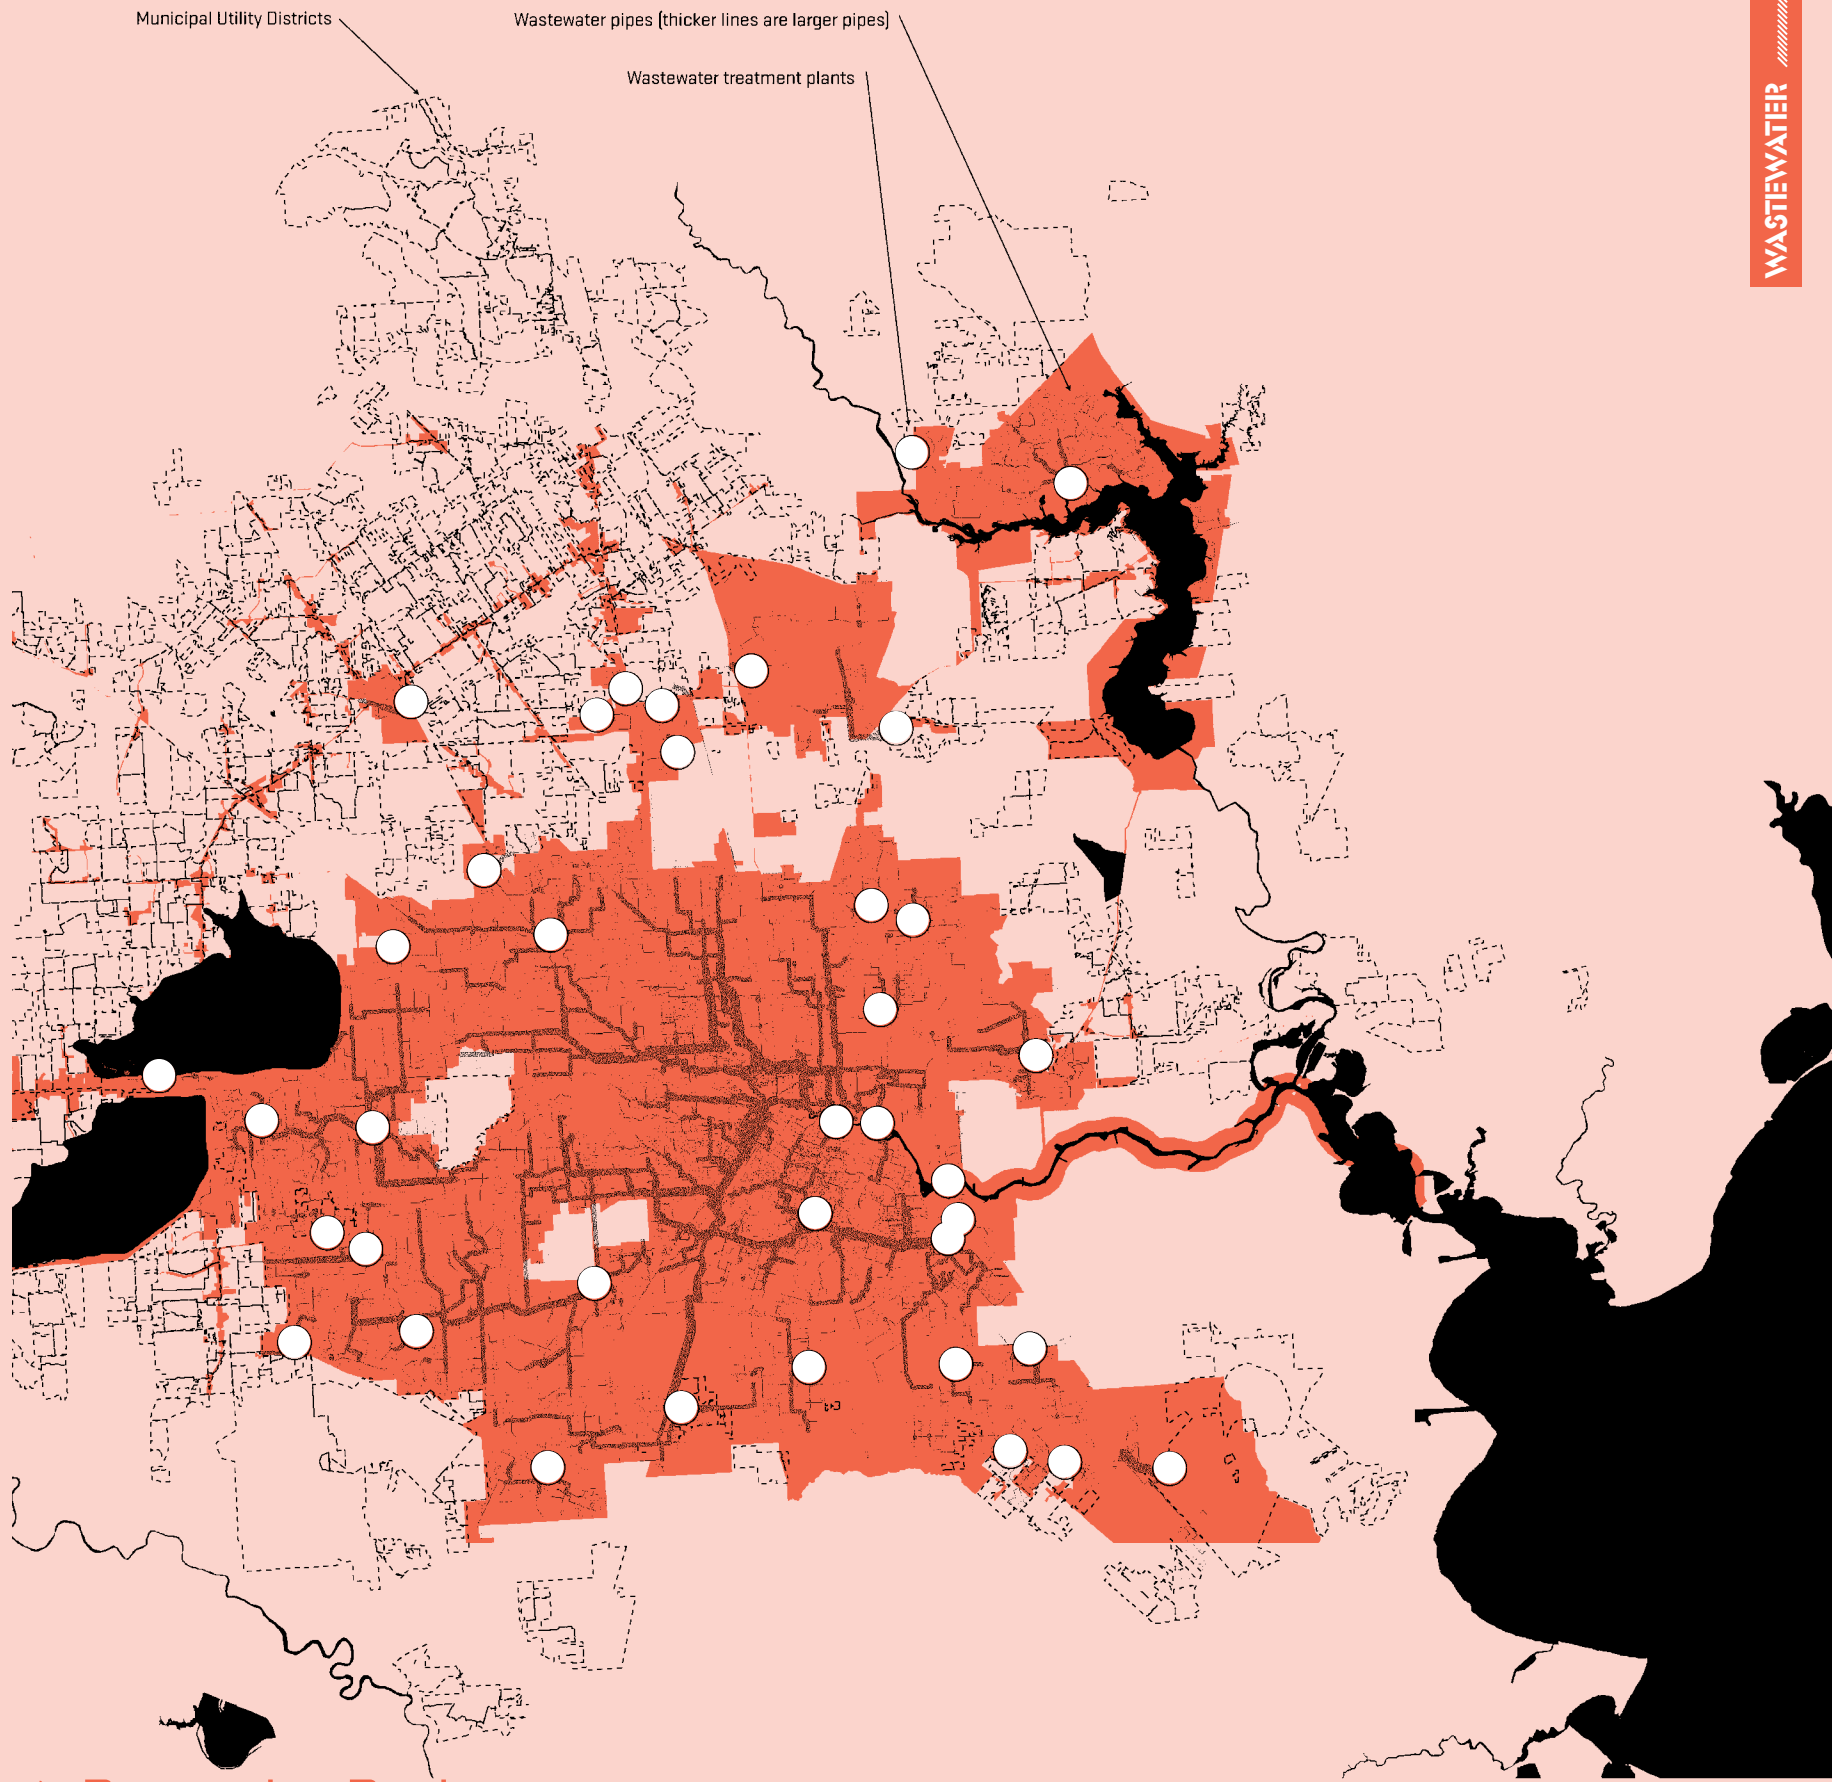 Municipal Utility Districts
Wastewater pipes (thicker lines are larger pipes)
Wastewater treatment plants
WASTEWATER